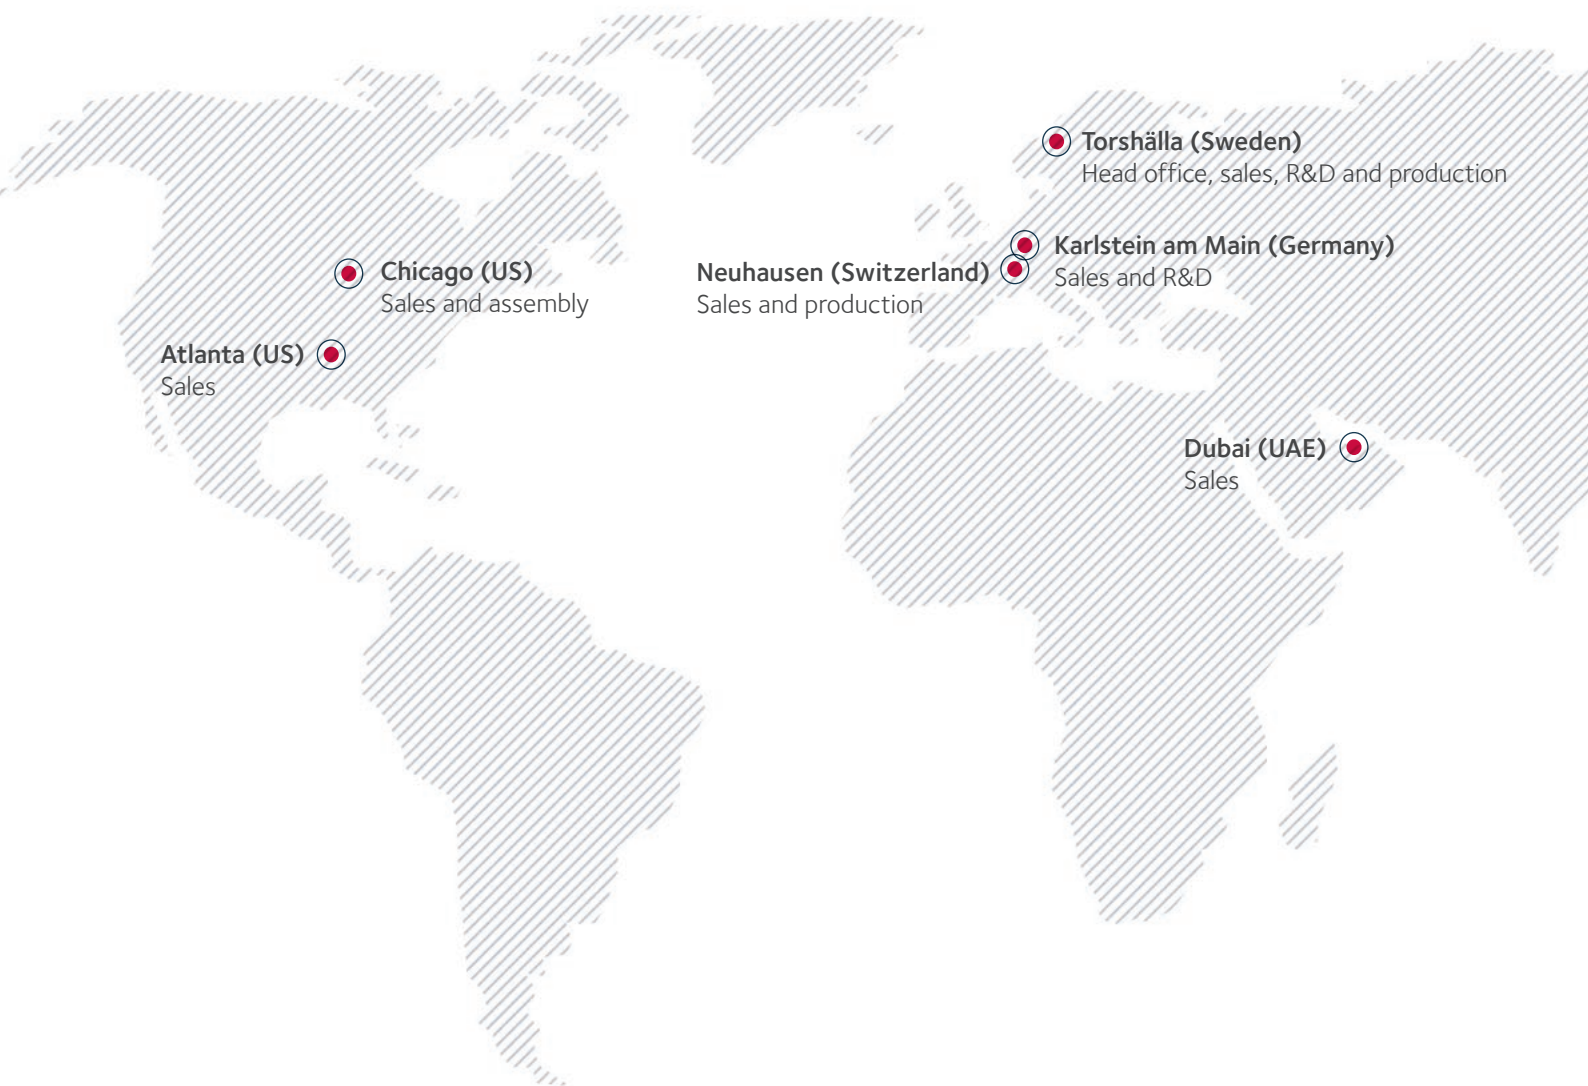 Torshälla (Sweden)
Head office, sales, R&D and production
Karlstein am Main (Germany)
Sales and R&D
Neuhausen (Switzerland)
Sales and production
Chicago (US)
Sales and assembly
Atlanta (US)
Sales
Dubai (UAE)
Sales